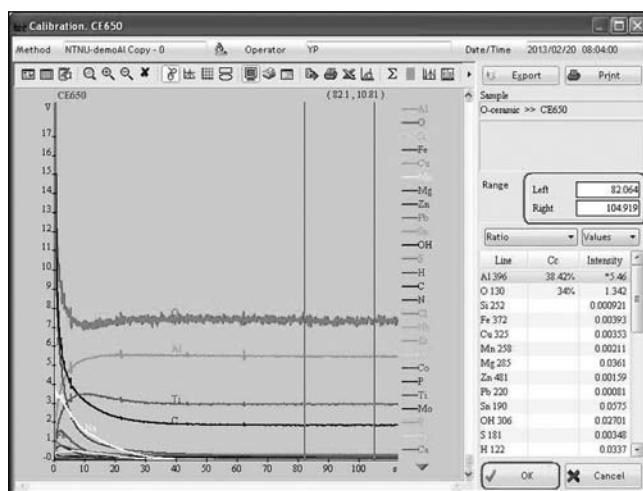 Calibration. CE650
Method NTNU-demoAl Copy - 0 Operator YP Date/Time 2013/02/20 08:04:00
Export Print
Sample
O-ceramic >> CE650
Range Left 82.064
Right 104.919
Ratio Values
Line Cc Intensity
Al 396 38.42% *5.46
O 130 34% 1.342
Si 252 0.000921
Fe 372 0.00393
Cu 325 0.00353
Mn 258 0.00211
Mg 285 0.0361
Zn 481 0.00159
Pb 220 0.00081
Sn 190 0.0575
OH 306 0.02701
S 181 0.00348
H 122 0.0337
OK Cancel
V CE650 (82.1, 10.81)
17
16
15
14
13
12
11
10
9
8
7
6
5
4
3
2
1
-0
0 10 20 30 40 50 60 70 80 90 100 s
O
Al
Ti
C
Na
Al
O
Fe
Cu
Mg
Zn
Pb
Sn
OH
S
H
C
N
Co
P
Ti
Mo
Ca